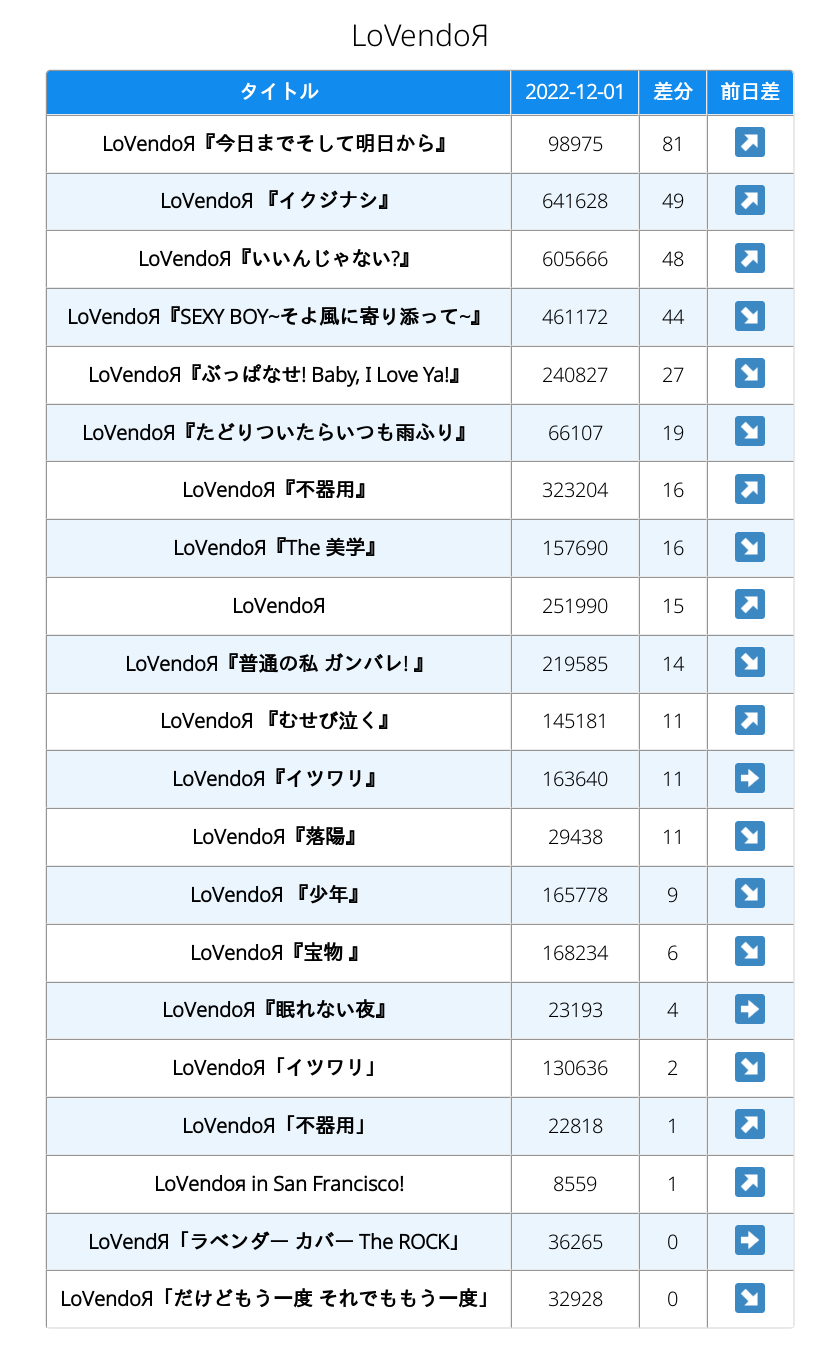 LoVendoЯ
タイトル 2022-12-01 差分 前日差
LoVendoЯ『今日までそして明日から』 98975 81
LoVendoЯ 『イクジナシ』 641628 49
LoVendoЯ『いいんじゃない?』 605666 48
LoVendoЯ『SEXY BOY~そよ風に寄り添って~』 461172 44
LoVendoЯ『ぶっぱなせ! Baby, I Love Ya!』 240827 27
LoVendoЯ『たどりついたらいつも雨ふり』 66107 19
LoVendoЯ『不器用』 323204 16
LoVendoЯ『The 美学』 157690 16
LoVendoЯ 251990 15
LoVendoЯ『普通の私 ガンバレ! 』 219585 14
LoVendoЯ 『むせび泣く』 145181 11
LoVendoЯ『イツワリ』 163640 11
LoVendoЯ『落陽』 29438 11
LoVendoЯ 『少年』 165778 9
LoVendoЯ『宝物 』 168234 6
LoVendoЯ『眠れない夜』 23193 4
LoVendoЯ「イツワリ」 130636 2
LoVendoЯ「不器用」 22818 1
LoVendoя in San Francisco! 8559 1
LoVendЯ「ラベンダー カバー The ROCK」 36265 0
LoVendoЯ「だけどもう一度 それでももう一度」 32928 0